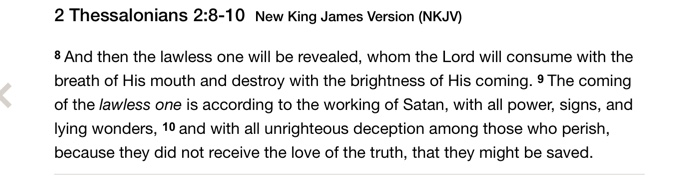 2 Thessalonians 2:8-10 New King James Version (NKJV)
8 And then the lawless one will be revealed, whom the Lord will consume with the
breath of His mouth and destroy with the brightness of His coming. 9 The coming
of the lawless one is according to the working of Satan, with all power, signs, and
lying wonders, 10 and with all unrighteous deception among those who perish,
because they did not receive the love of the truth, that they might be saved.